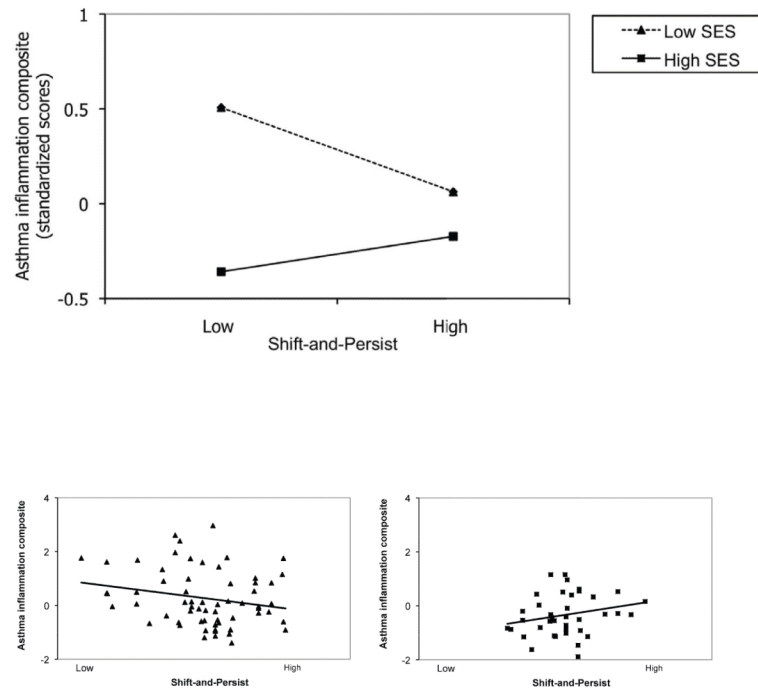 1
0.5
0
-0.5
Asthma inflammation composite
(standardized scores)
Low
High
Shift-and-Persist
Low SES
High SES
4
2
0
-2
Asthma inflammation composite
Low
High
Shift-and-Persist
4
2
0
-2
Asthma inflammation composite
Low
High
Shift-and-Persist